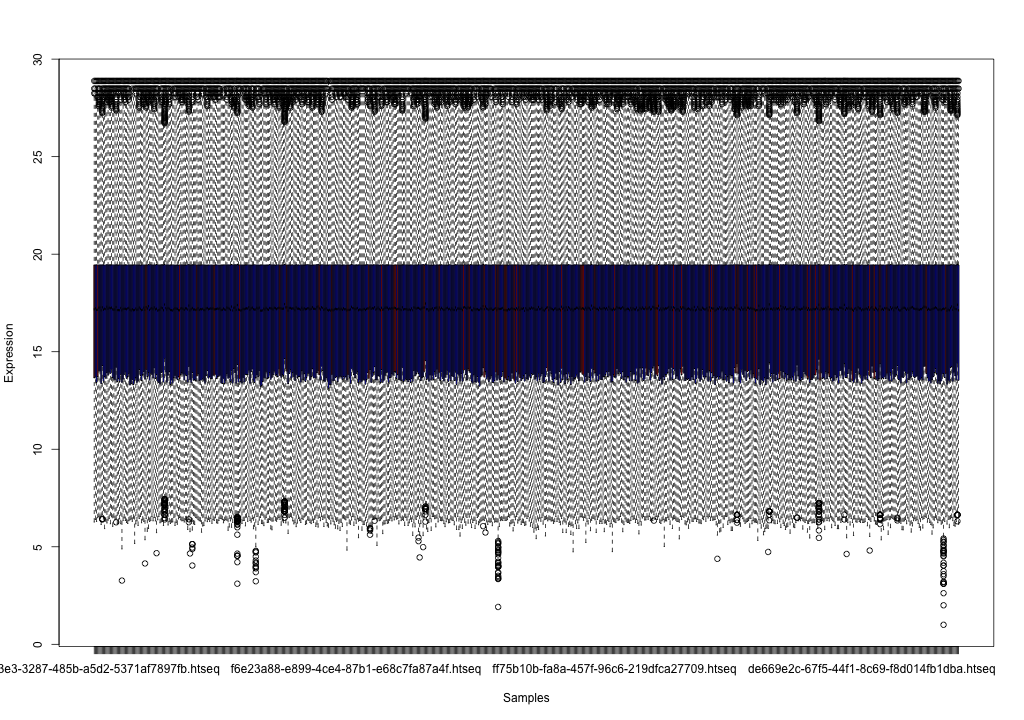 30
25
20
15
10
5
0
Expression
3e3-3287-485b-a5d2-5371af7897fb.htseq
f6e23a88-e899-4ce4-87b1-e68c7fa87a4f.htseq
ff75b10b-fa8a-457f-96c6-219dfca27709.htseq
de669e2c-67f5-44f1-8c69-f8d014fb1dba.htseq
Samples